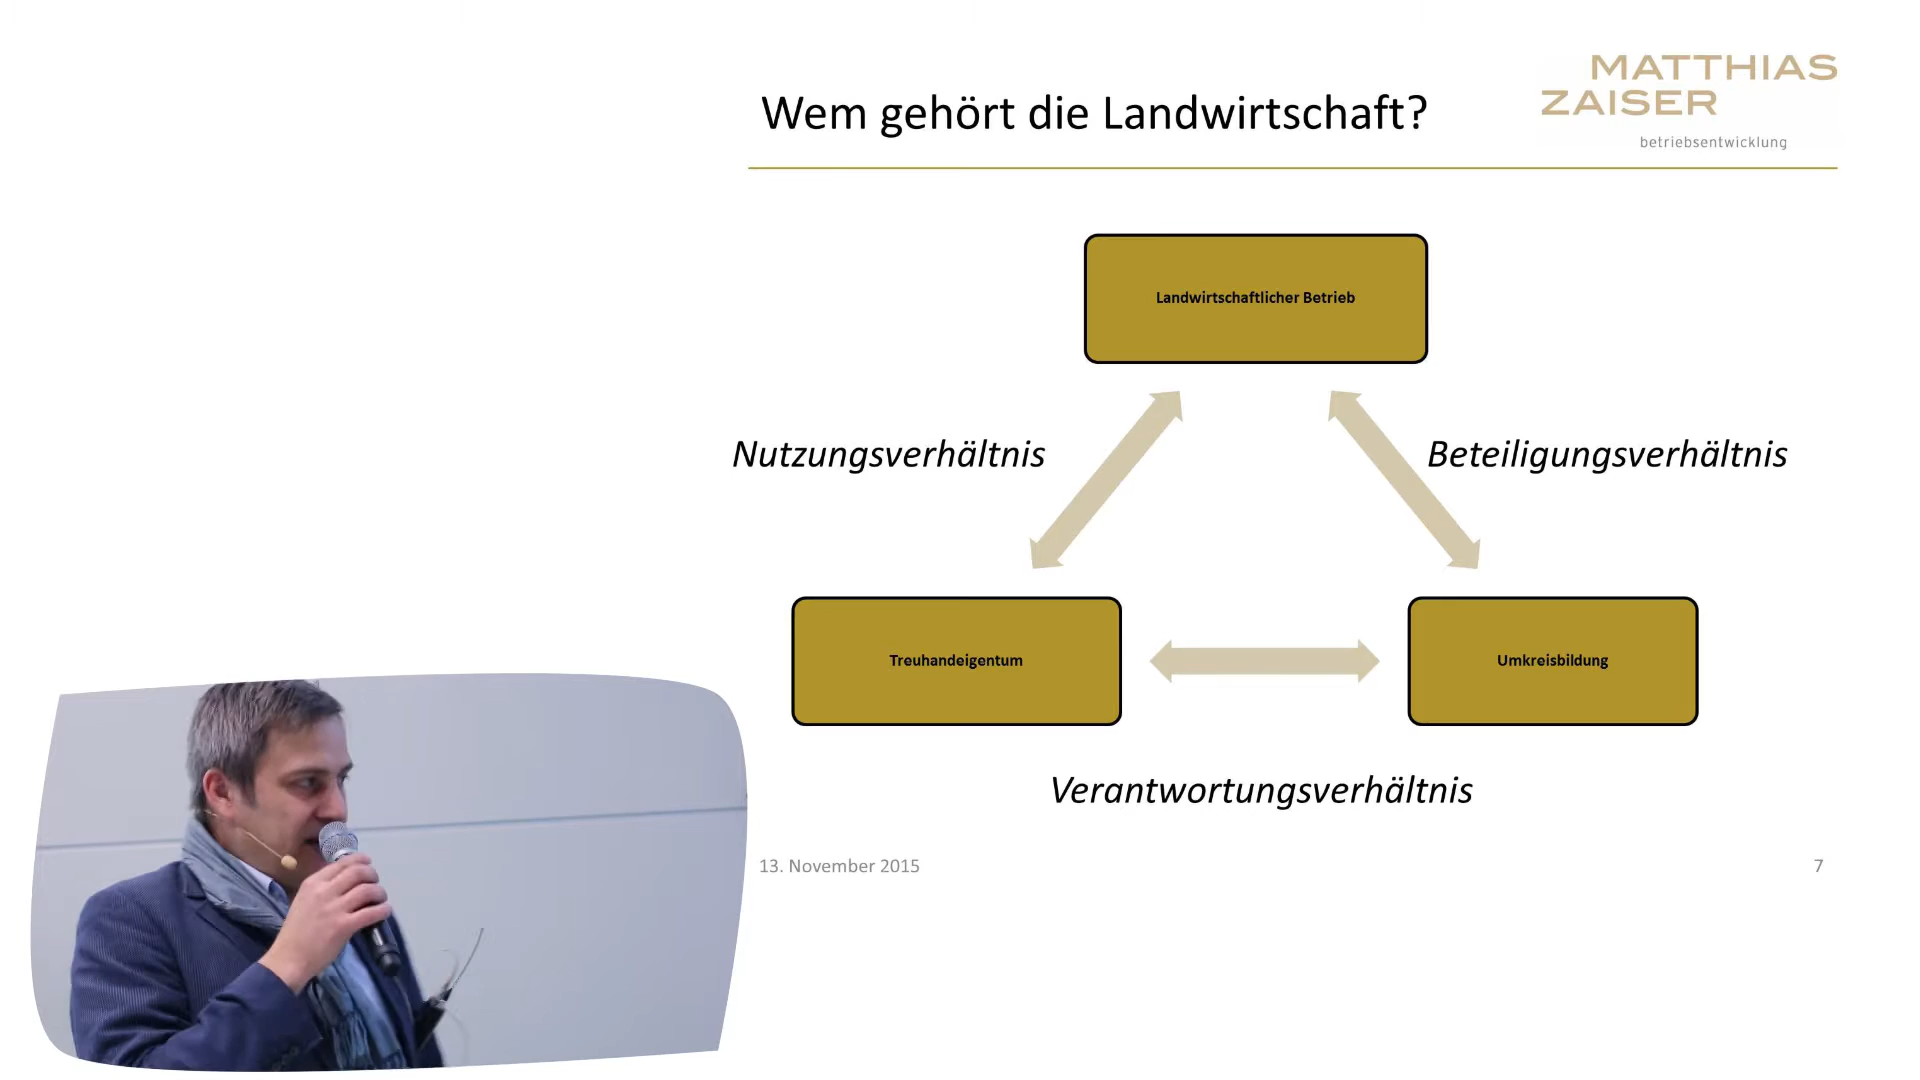 MATTHIAS
ZAISER
betriebsentwicklung
Wem gehört die Landwirtschaft?
Landwirtschaftlicher Betrieb
Nutzungsverhältnis
Beteiligungsverhältnis
Treuhandeigentum
Umkreisbildung
Verantwortungsverhältnis
13. November 2015
7